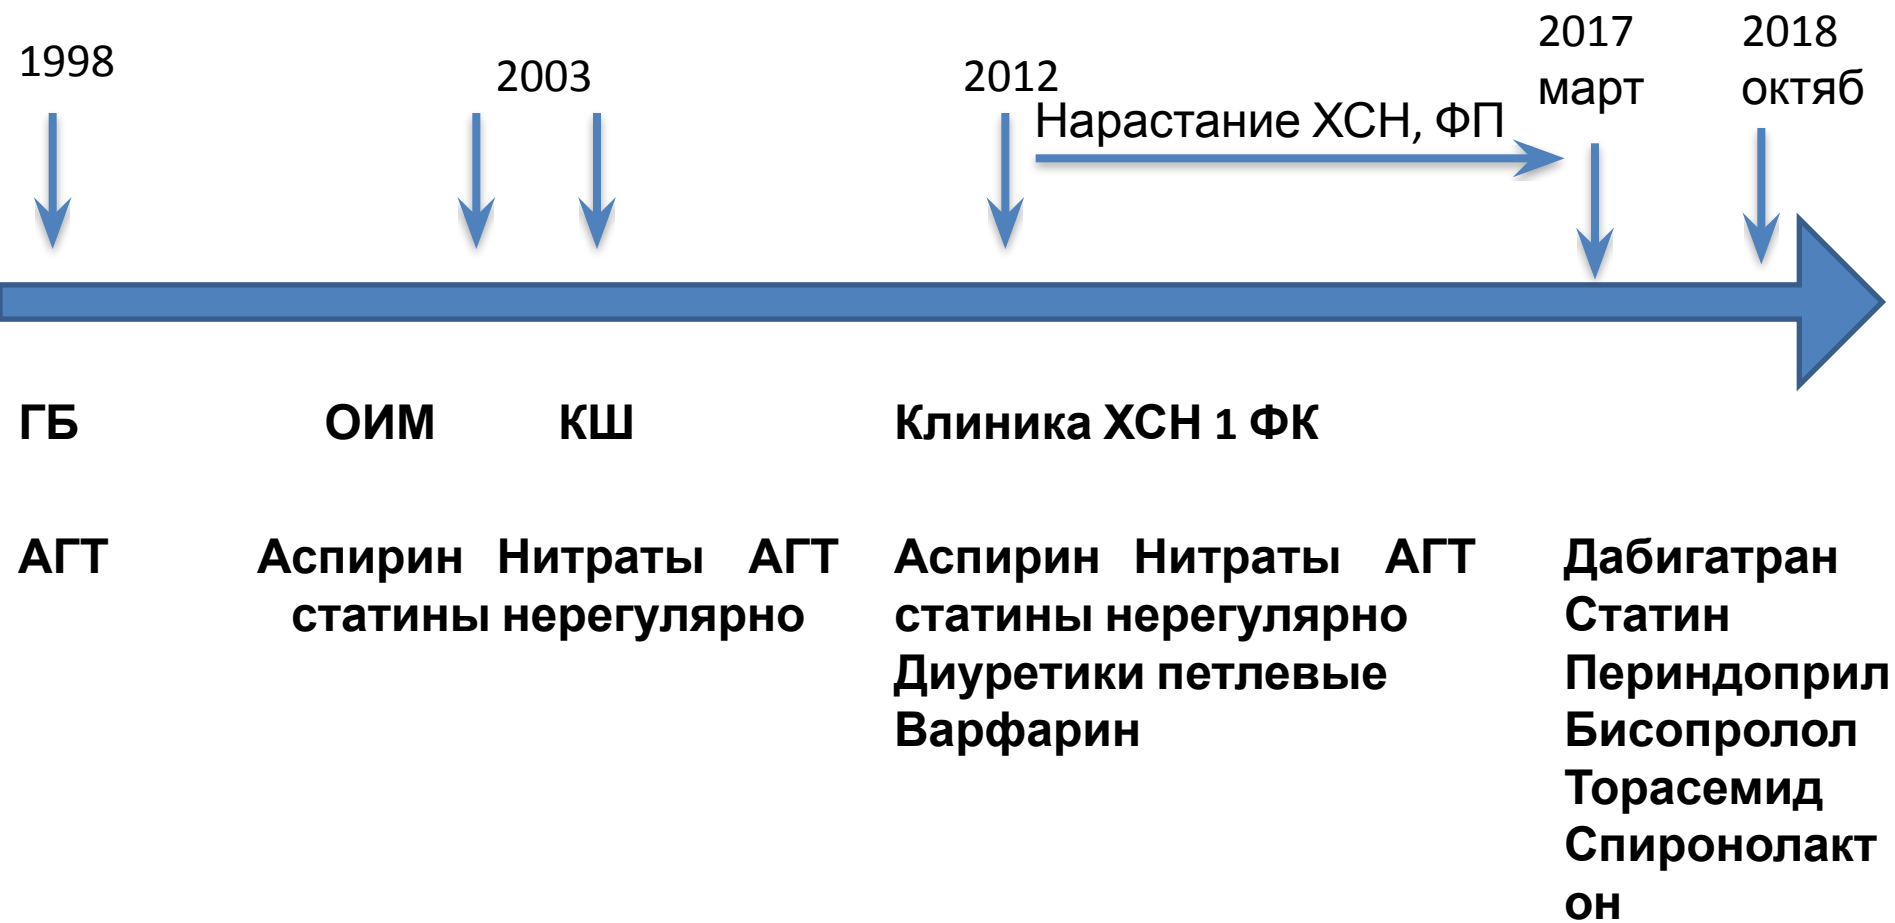 1998
2003
2012
2017
март
2018
октяб
Нарастание ХСН, ФП
ГБ
ОИМ
КШ
Клиника ХСН 1 ФК
АГТ
Аспирин Нитраты АГТ
статины нерегулярно
Аспирин Нитраты АГТ
статины нерегулярно
Диуретики петлевые
Варфарин
Дабигатран
Статин
Периндоприл
Бисопролол
Торасемид
Спиронолакт
он